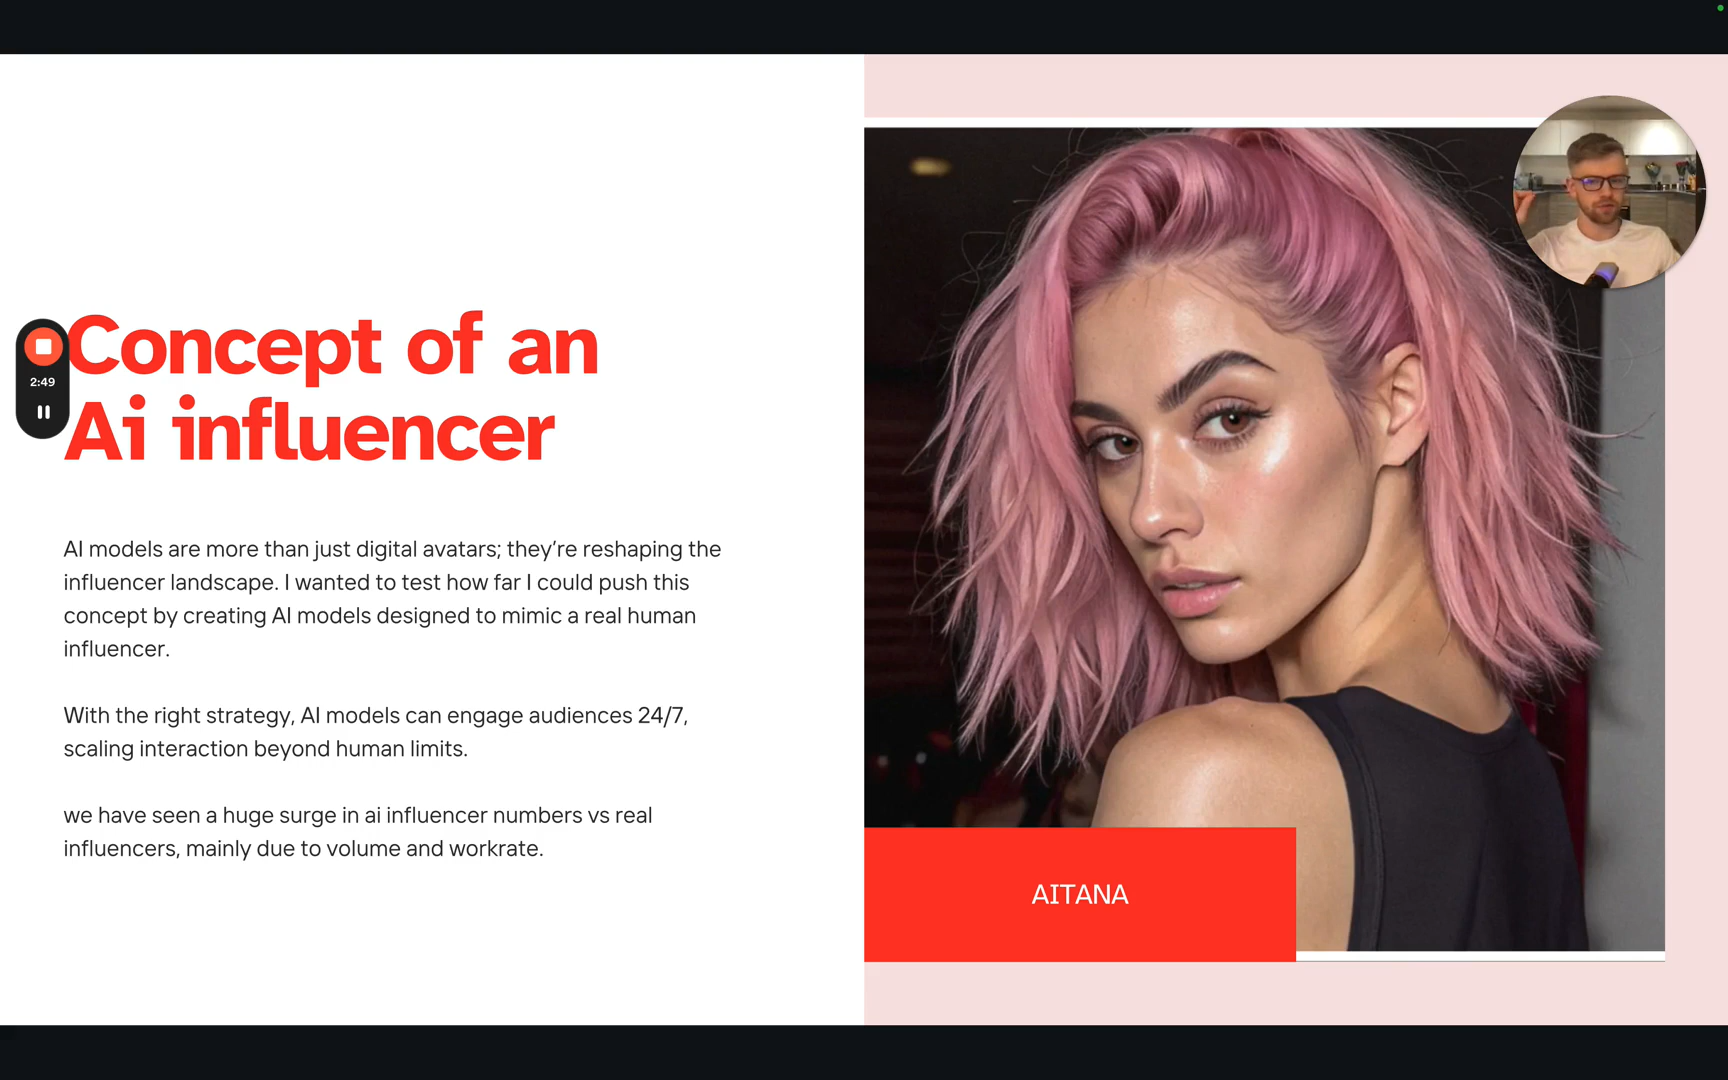 Concept of an
Ai influencer
2:49
AI models are more than just digital avatars; they’re reshaping the
influencer landscape. I wanted to test how far I could push this
concept by creating AI models designed to mimic a real human
influencer.
With the right strategy, AI models can engage audiences 24/7,
scaling interaction beyond human limits.
we have seen a huge surge in ai influencer numbers vs real
influencers, mainly due to volume and workrate.
AITANA